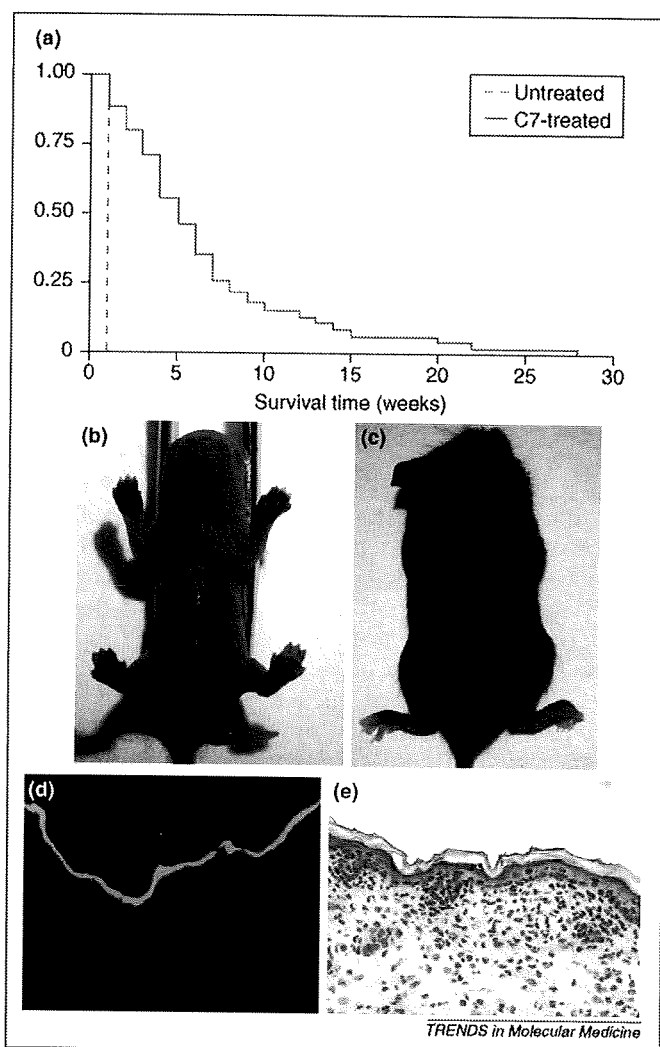 (a)
1.00
0.75
0.50
0.25
0
Untreated
C7-treated
0 5 10 15 20 25 30
Survival time (weeks)
(b)
(c)
(d)
(e)
TRENDS in Molecular Medicine